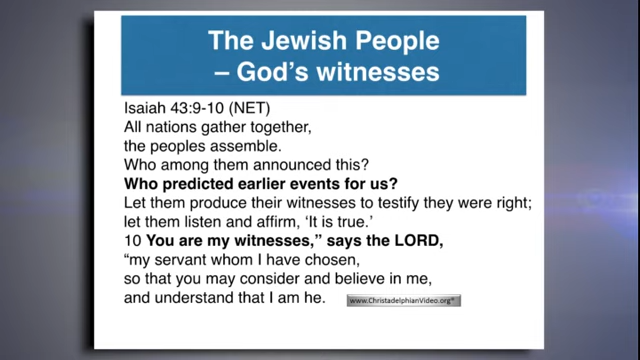 The Jewish People
– God's witnesses
Isaiah 43:9-10 (NET)
All nations gather together,
the peoples assemble.
Who among them announced this?
Who predicted earlier events for us?
Let them produce their witnesses to testify they were right;
let them listen and affirm, ‘It is true.’
10 You are my witnesses,” says the LORD,
“my servant whom I have chosen,
so that you may consider and believe in me,
and understand that I am he.
www.ChristadelphianVideo.org®